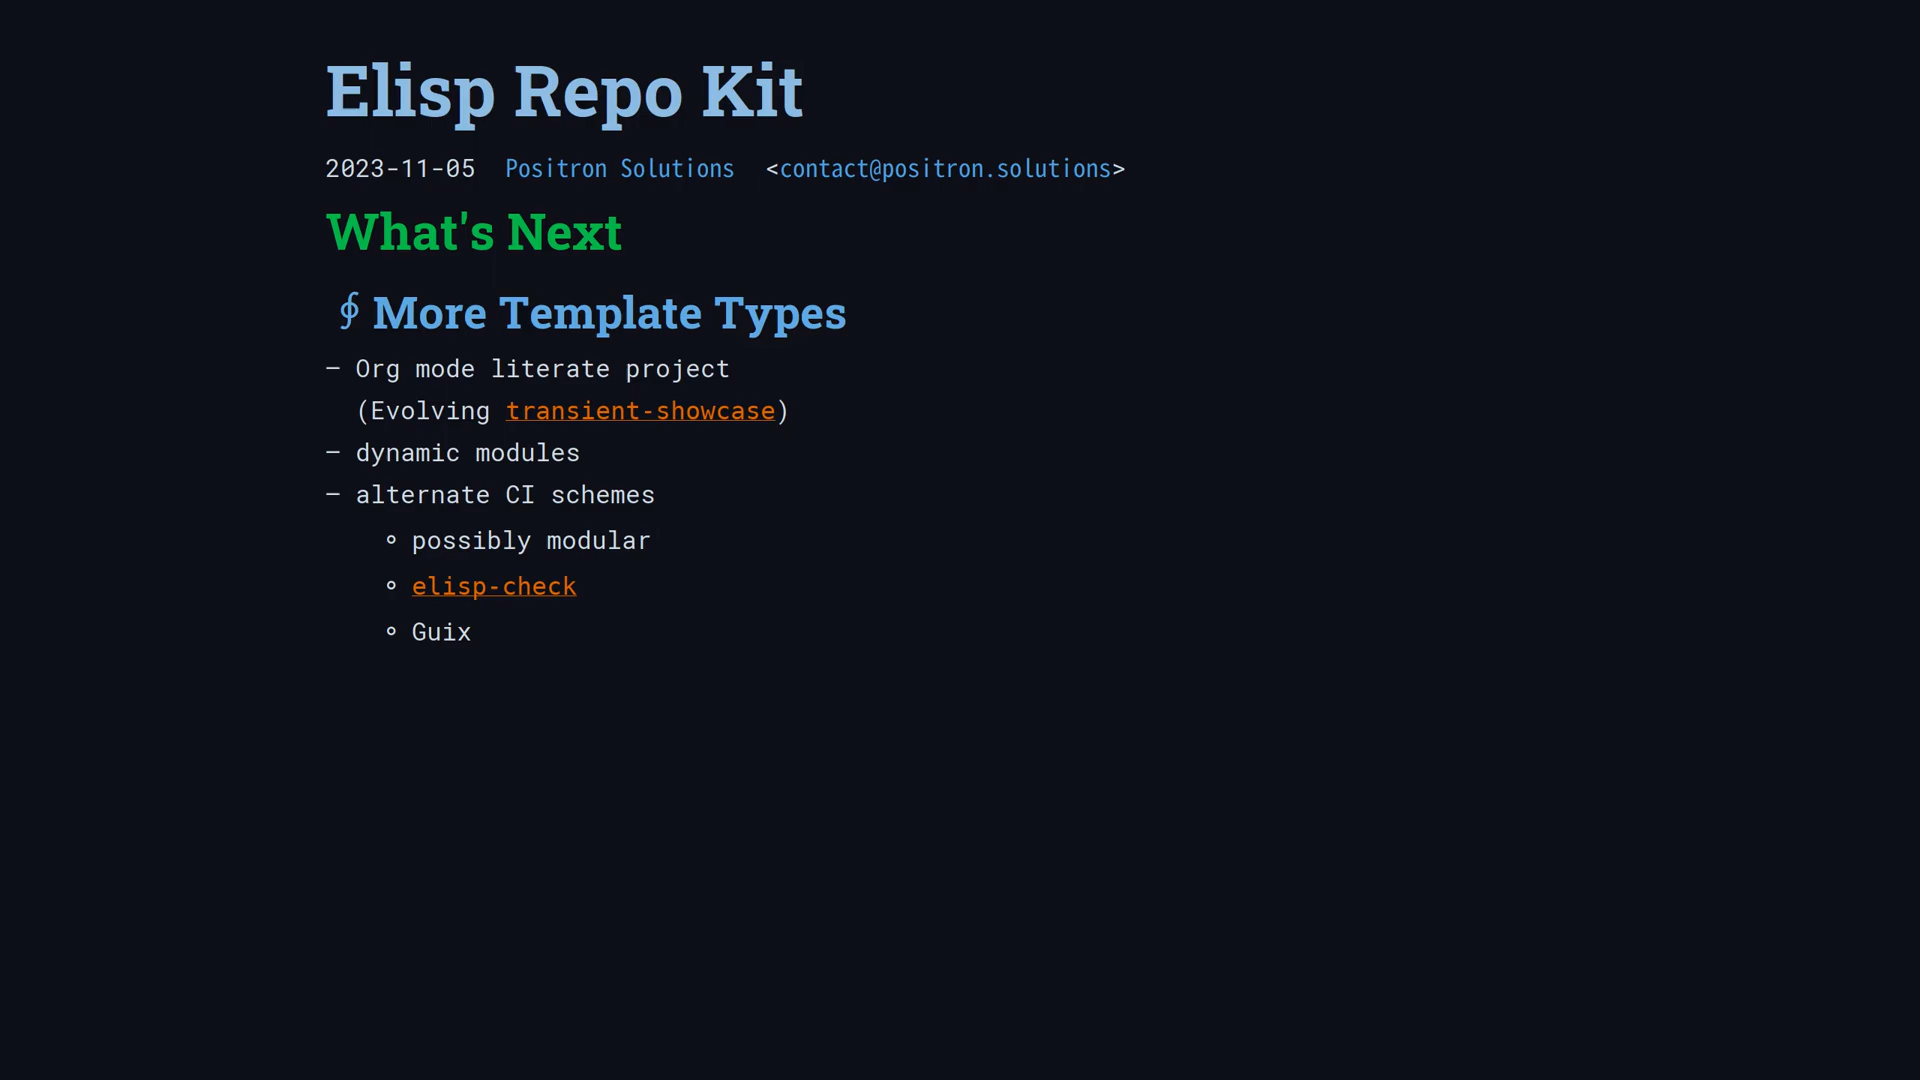 Elisp Repo Kit
2023-11-05 Positron Solutions <contact@positron.solutions>
What's Next
∮ More Template Types
– Org mode literate project
(Evolving transient-showcase)
– dynamic modules
– alternate CI schemes
∘ possibly modular
∘ elisp-check
∘ Guix